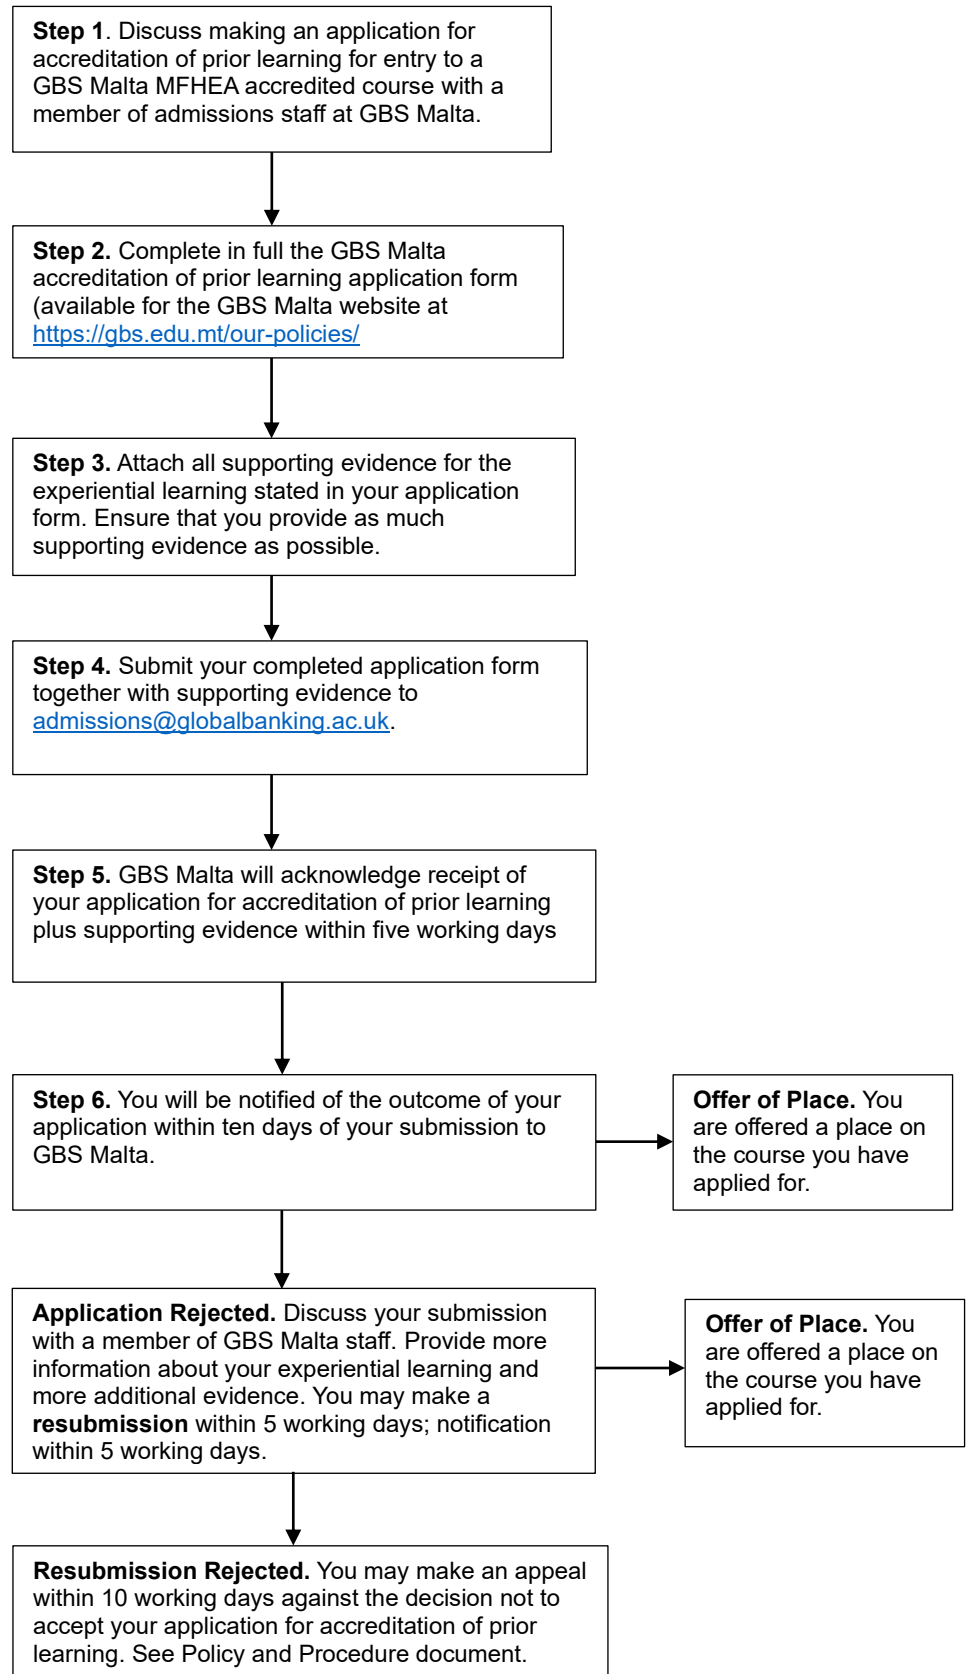 Step 1. Discuss making an application for
accreditation of prior learning for entry to a
GBS Malta MFHEA accredited course with a
member of admissions staff at GBS Malta.
Step 2. Complete in full the GBS Malta
accreditation of prior learning application form
(available for the GBS Malta website at
https://gbs.edu.mt/our-policies/
Step 3. Attach all supporting evidence for the
experiential learning stated in your application
form. Ensure that you provide as much
supporting evidence as possible.
Step 4. Submit your completed application form
together with supporting evidence to
admissions@globalbanking.ac.uk.
Step 5. GBS Malta will acknowledge receipt of
your application for accreditation of prior learning
plus supporting evidence within five working days
Step 6. You will be notified of the outcome of your
application within ten days of your submission to
GBS Malta.
Offer of Place. You
are offered a place on
the course you have
applied for.
Application Rejected. Discuss your submission
with a member of GBS Malta staff. Provide more
information about your experiential learning and
more additional evidence. You may make a
resubmission within 5 working days; notification
within 5 working days.
Offer of Place. You
are offered a place on
the course you have
applied for.
Resubmission Rejected. You may make an appeal
within 10 working days against the decision not to
accept your application for accreditation of prior
learning. See Policy and Procedure document.